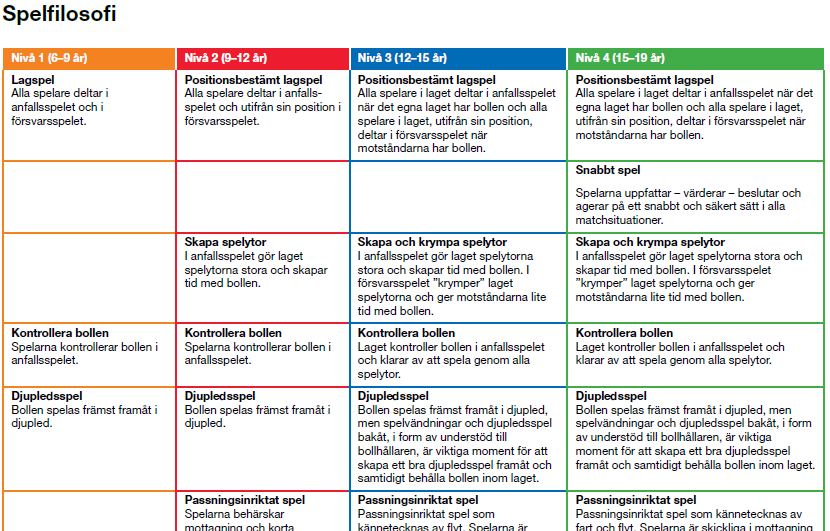 Spelfilosofi
Nivå 1 (6–9 år)
Nivå 2 (9–12 år)
Nivå 3 (12–15 år)
Nivå 4 (15–19 år)
Lagspel
Alla spelare deltar i
anfallsspelet och i
försvarsspelet.
Positionsbestämt lagspel
Alla spelare deltar i anfalls-
spelet och utifrån sin position i
försvarsspelet.
Positionsbestämt lagspel
Alla spelare i laget deltar i anfallsspelet
när det egna laget har bollen och alla
spelare i laget, utifrån sin position,
deltar i försvarsspelet när
motståndarna har bollen.
Positionsbestämt lagspel
Alla spelare i laget deltar i anfallsspelet när det
egna laget har bollen och alla spelare i laget,
utifrån sin position, deltar i försvarsspelet när
motståndarna har bollen.
Snabbt spel
Spelarna uppfattar – värderar – beslutar och
agerar på ett snabbt och säkert sätt i alla
matchsituationer.
Skapa spelytor
I anfallsspelet gör laget
spelytorna stora och skapar
tid med bollen.
Skapa och krympa spelytor
I anfallsspelet gör laget spelytorna
stora och skapar tid med bollen. I
försvarsspelet ”krymper” laget
spelytorna och ger motståndarna lite
tid med bollen.
Skapa och krympa spelytor
I anfallsspelet gör laget spelytorna stora och
skapar tid med bollen. I försvarsspelet
”krymper” laget spelytorna och ger
motståndarna lite tid med bollen.
Kontrollera bollen
Spelarna kontrollerar bollen i
anfallsspelet.
Kontrollera bollen
Spelarna kontrollerar bollen i
anfallsspelet.
Kontrollera bollen
Laget kontroller bollen i anfallsspelet
och klarar av att spela genom alla
spelytor.
Kontrollera bollen
Laget kontroller bollen i anfallsspelet och
klarar av att spela genom alla spelytor.
Djupledsspel
Bollen spelas främst framåt i
djupled.
Djupledsspel
Bollen spelas främst framåt i
djupled.
Djupledsspel
Bollen spelas främst framåt i djupled,
men spelvändningar och djupledsspel
bakåt, i form av understöd till
bollhållaren, är viktiga moment för att
skapa ett bra djupledsspel framåt och
samtidigt behålla bollen inom laget.
Djupledsspel
Bollen spelas främst framåt i djupled, men
spelvändningar och djupledsspel bakåt, i form
av understöd till bollhållaren, är viktiga
moment för att skapa ett bra djupledsspel
framåt och samtidigt behålla bollen inom laget.
Passningsinriktat spel
Spelarna behärskar
mottagning och korta
Passningsinriktat spel
Passningsinriktat spel som
kännetecknas av flyt. Spelarna är
Passningsinriktat spel
Passningsinriktat spel som kännetecknas av
fart och flyt. Spelarna är skickliga i mottagning